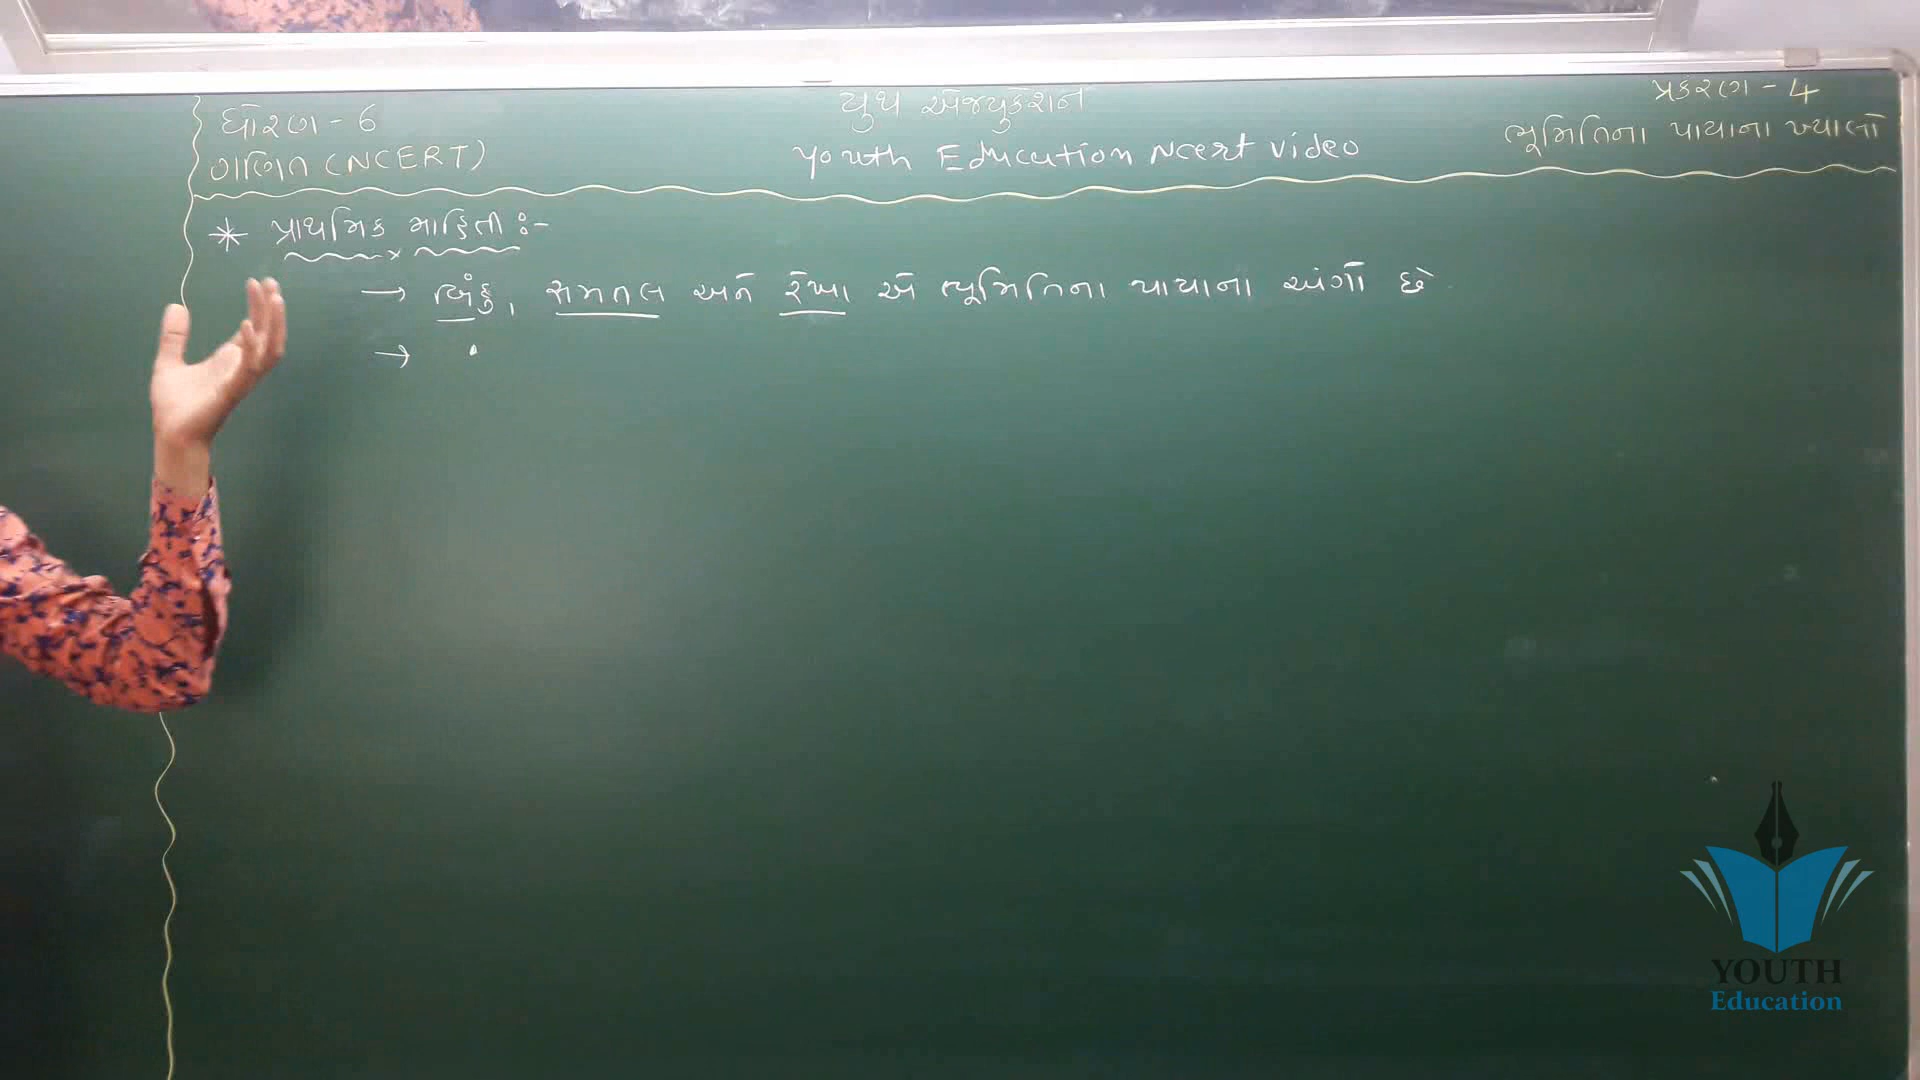 ધોરણ - 6
ગણિત (NCERT)
યુથ એજ્યુકેશન
Youth Education Ncert video
પ્રકરણ - 4
ભૂમિતિના પાયાના ખ્યાલો
* પ્રાથમિક માહિતી :-
→ બિંદુ, સમતલ અને રેખા એ ભૂમિતિના પાયાના અંગો છે
→ •
YOUTH
Education